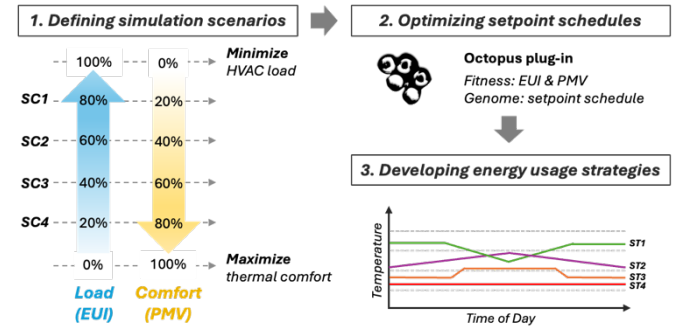 1. Defining simulation scenarios
100% 0% Minimize
HVAC load
SC1 80% 20%
SC2 60% 40%
SC3 40% 60%
SC4 20% 80%
0% 100% Maximize
thermal comfort
Load Comfort
(EUI) (PMV)
2. Optimizing setpoint schedules
Octopus plug-in
Fitness: EUI & PMV
Genome: setpoint schedule
3. Developing energy usage strategies
Temperature
ST1
ST2
ST3
ST4
Time of Day